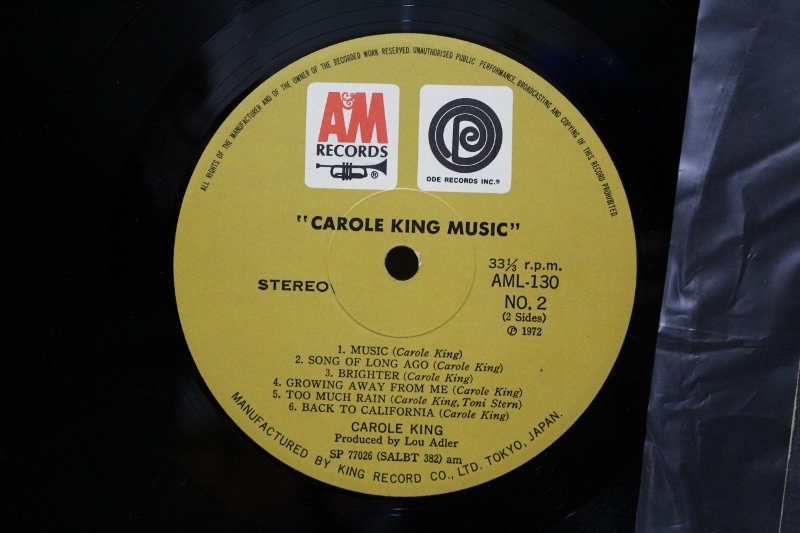 ALL RIGHTS OF THE MANUFACTURER AND OF THE OWNER OF THE RECORDED WORK RESERVED. UNAUTHORISED PUBLIC PERFORMANCE, BROADCASTING AND COPYING OF THIS RECORD PROHIBITED.
A&M
RECORDS
®
ODE RECORDS INC.®
"CAROLE KING MUSIC"
STEREO
33⅓ r.p.m.
AML-130
NO. 2
(2 Sides)
℗ 1972
1. MUSIC (Carole King)
2. SONG OF LONG AGO (Carole King)
3. BRIGHTER (Carole King)
4. GROWING AWAY FROM ME (Carole King)
5. TOO MUCH RAIN (Carole King, Toni Stern)
6. BACK TO CALIFORNIA (Carole King)
CAROLE KING
Produced by Lou Adler
SP 77026 (SALBT 382) am
MANUFACTURED BY KING RECORD CO., LTD. TOKYO, JAPAN.